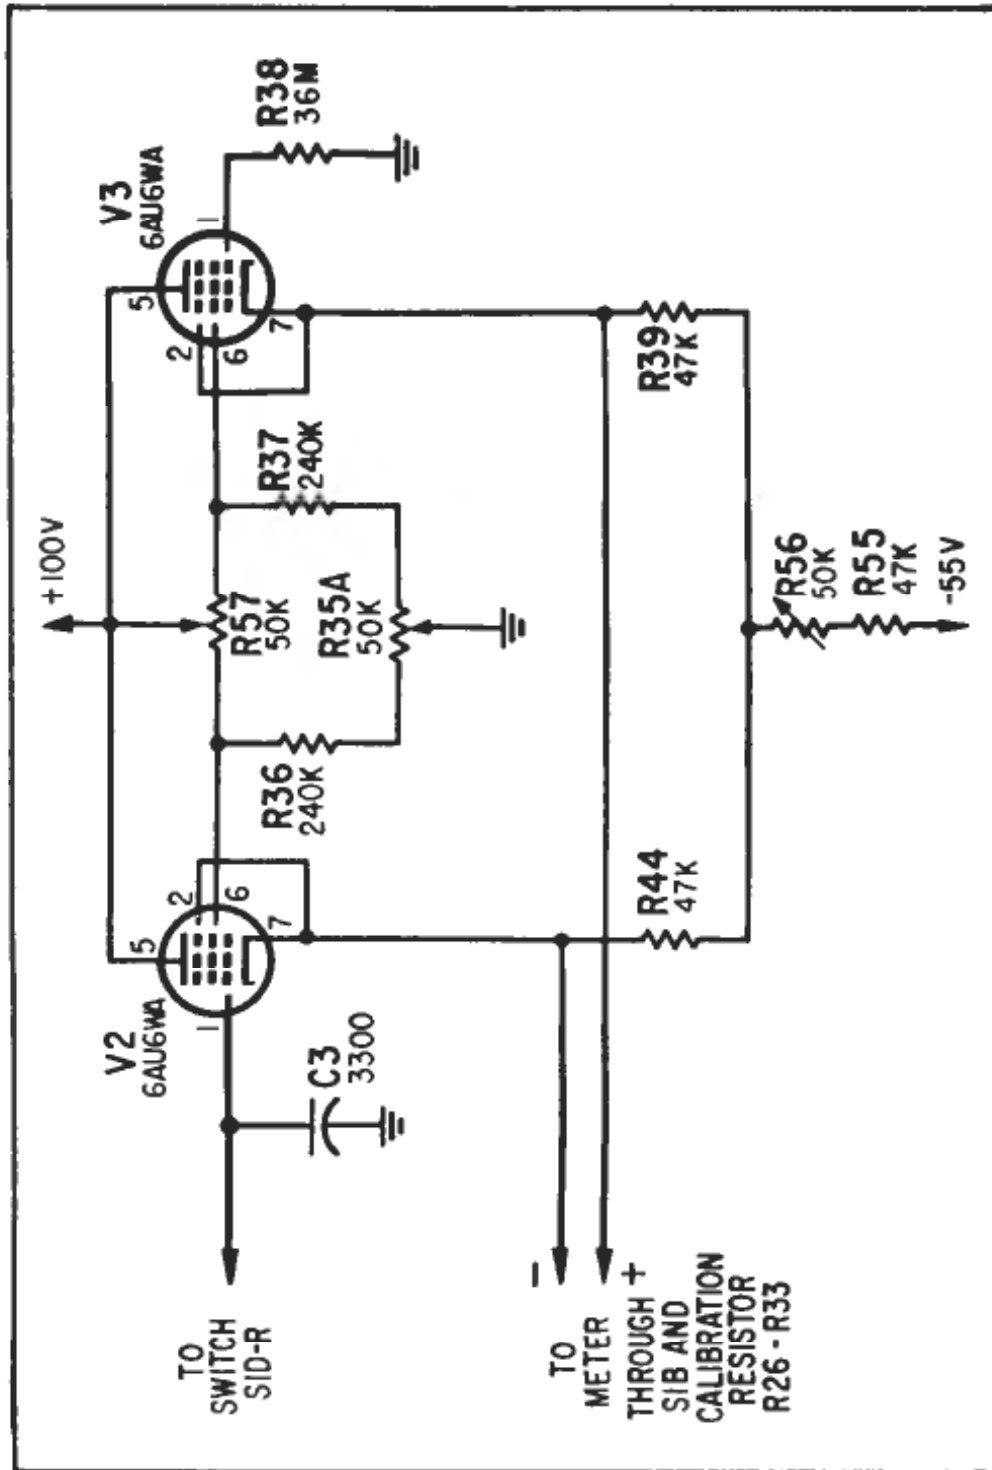 +100V
V2
6AU6WA
V3
6AU6WA
5
2
6
7
1
5
2
6
7
1
R57
50K
R36
240K
R37
240K
R35A
50K
R38
36M
C3
3300
TO
SWITCH
SID-R
-
TO
METER
+
THROUGH
SIB AND
CALIBRATION
RESISTOR
R26 - R33
R44
47K
R39
47K
R56
50K
R55
47K
-55V